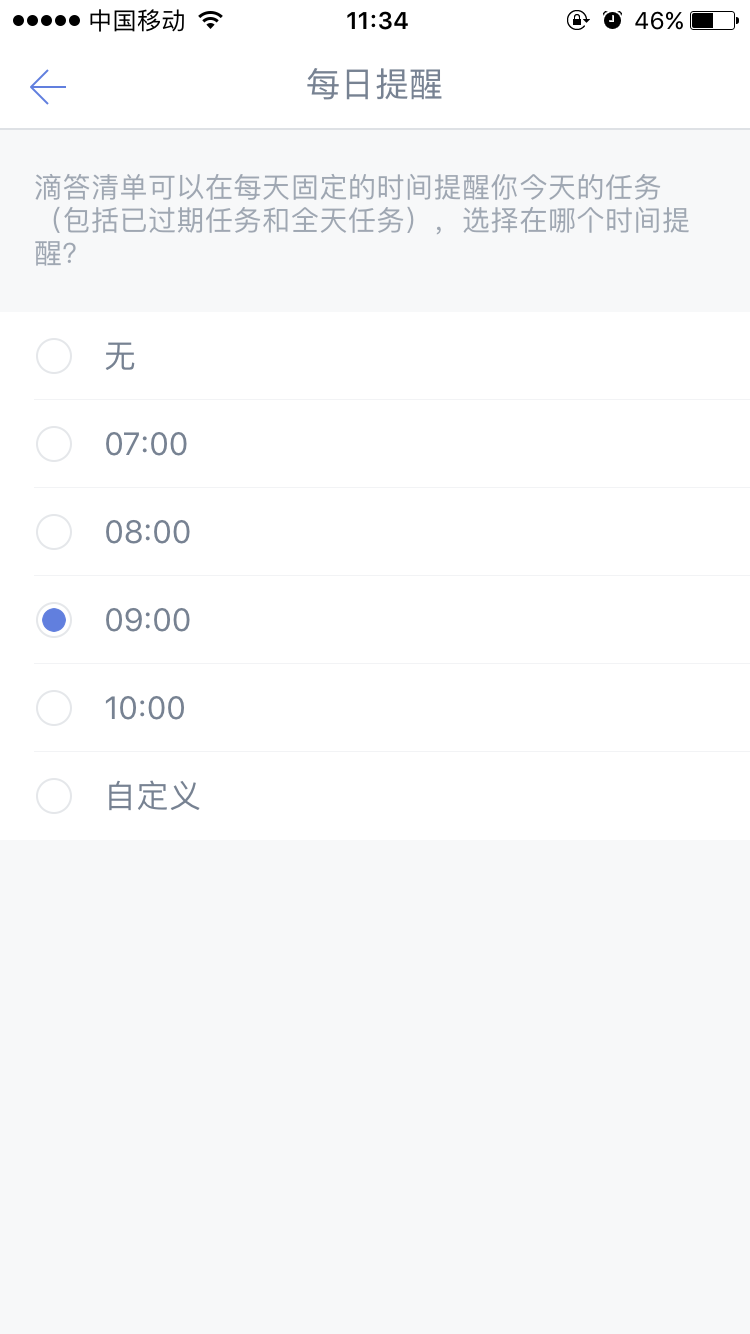 中国移动 11:34 46%
每日提醒
滴答清单可以在每天固定的时间提醒你今天的任务
（包括已过期任务和全天任务），选择在哪个时间提
醒?
无
07:00
08:00
09:00
10:00
自定义